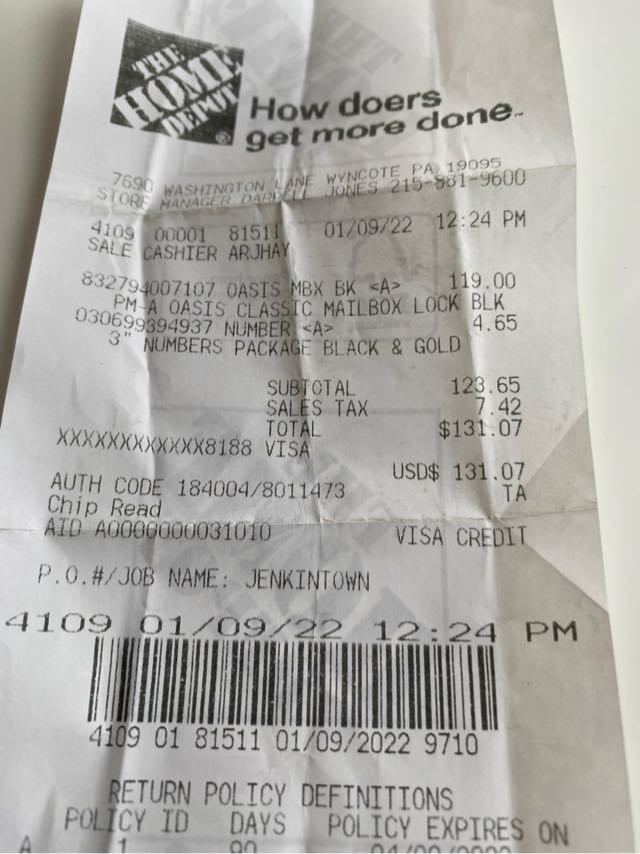 THE
HOME
DEPOT
How doers
get more done™
7690 WASHINGTON LANE WYNCOTE PA 19095
STORE MANAGER DARRELL JONES 215-881-9600
4109 00001 81511 01/09/22 12:24 PM
SALE CASHIER ARJHAY
832794007107 OASIS MBX BK <A> 119.00
PM-A OASIS CLASSIC MAILBOX LOCK BLK
030699394937 NUMBER <A> 4.65
3" NUMBERS PACKAGE BLACK & GOLD
SUBTOTAL 123.65
SALES TAX 7.42
TOTAL $131.07
XXXXXXXXXXXX8188 VISA
USD$ 131.07
AUTH CODE 184004/8011473 TA
Chip Read
AID A0000000031010 VISA CREDIT
P.O.#/JOB NAME: JENKINTOWN
4109 01/09/22 12:24 PM
4109 01 81511 01/09/2022 9710
RETURN POLICY DEFINITIONS
POLICY ID DAYS POLICY EXPIRES ON
A 1 90